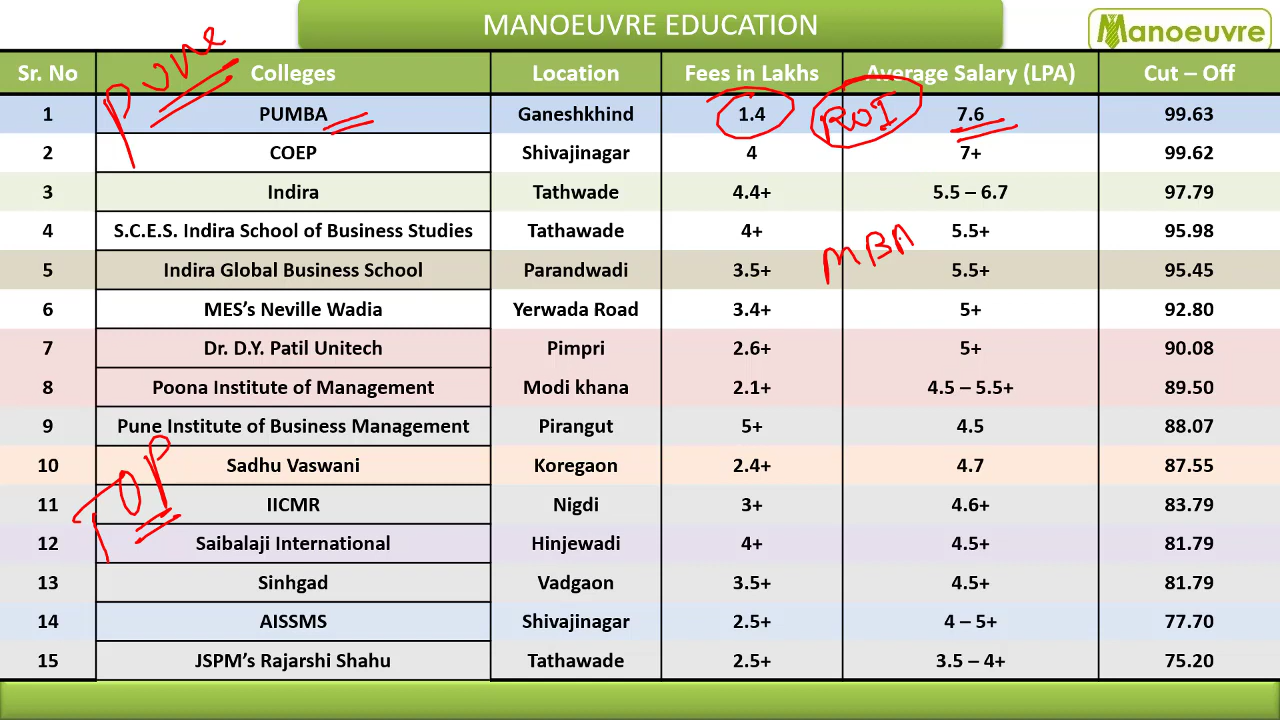 MANOEUVRE EDUCATION
Manoeuvre
Pune
Sr. No Colleges Location Fees in Lakhs Average Salary (LPA) Cut – Off
1 PUMBA Ganeshkhind 1.4 ROI 7.6 99.63
2 COEP Shivajinagar 4 7+ 99.62
3 Indira Tathwade 4.4+ 5.5 – 6.7 97.79
4 S.C.E.S. Indira School of Business Studies Tathawade 4+ 5.5+ 95.98
MBA
5 Indira Global Business School Parandwadi 3.5+ 5.5+ 95.45
6 MES’s Neville Wadia Yerwada Road 3.4+ 5+ 92.80
7 Dr. D.Y. Patil Unitech Pimpri 2.6+ 5+ 90.08
8 Poona Institute of Management Modi khana 2.1+ 4.5 – 5.5+ 89.50
9 Pune Institute of Business Management Pirangut 5+ 4.5 88.07
10 Sadhu Vaswani Koregaon 2.4+ 4.7 87.55
TOP
11 IICMR Nigdi 3+ 4.6+ 83.79
12 Saibalaji International Hinjewadi 4+ 4.5+ 81.79
13 Sinhgad Vadgaon 3.5+ 4.5+ 81.79
14 AISSMS Shivajinagar 2.5+ 4 – 5+ 77.70
15 JSPM’s Rajarshi Shahu Tathawade 2.5+ 3.5 – 4+ 75.20